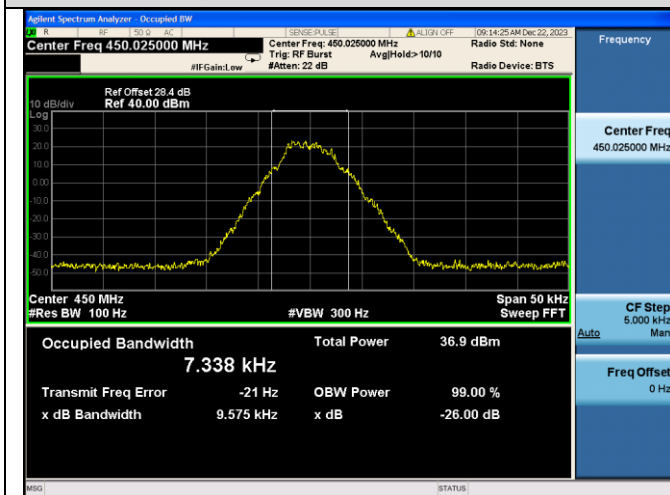 Agilent Spectrum Analyzer - Occupied BW
R RF 50 Ω AC SENSE:PULSE ALIGN OFF 09:14:25 AM Dec 22, 2023
Center Freq 450.025000 MHz
Center Freq: 450.025000 MHz
Radio Std: None
Trig: RF Burst Avg|Hold:> 10/10
#IFGain:Low #Atten: 22 dB Radio Device: BTS
Frequency
Ref Offset 28.4 dB
10 dB/div Ref 40.00 dBm
Log
30.0
20.0
10.0
0.00
-10.0
-20.0
-30.0
-40.0
-50.0
Center 450 MHz Span 50 kHz
#Res BW 100 Hz #VBW 300 Hz Sweep FFT
Occupied Bandwidth Total Power 36.9 dBm
7.338 kHz
Transmit Freq Error -21 Hz OBW Power 99.00 %
x dB Bandwidth 9.575 kHz x dB -26.00 dB
Center Freq
450.025000 MHz
CF Step
5.000 kHz
Auto Man
Freq Offset
0 Hz
MSG STATUS